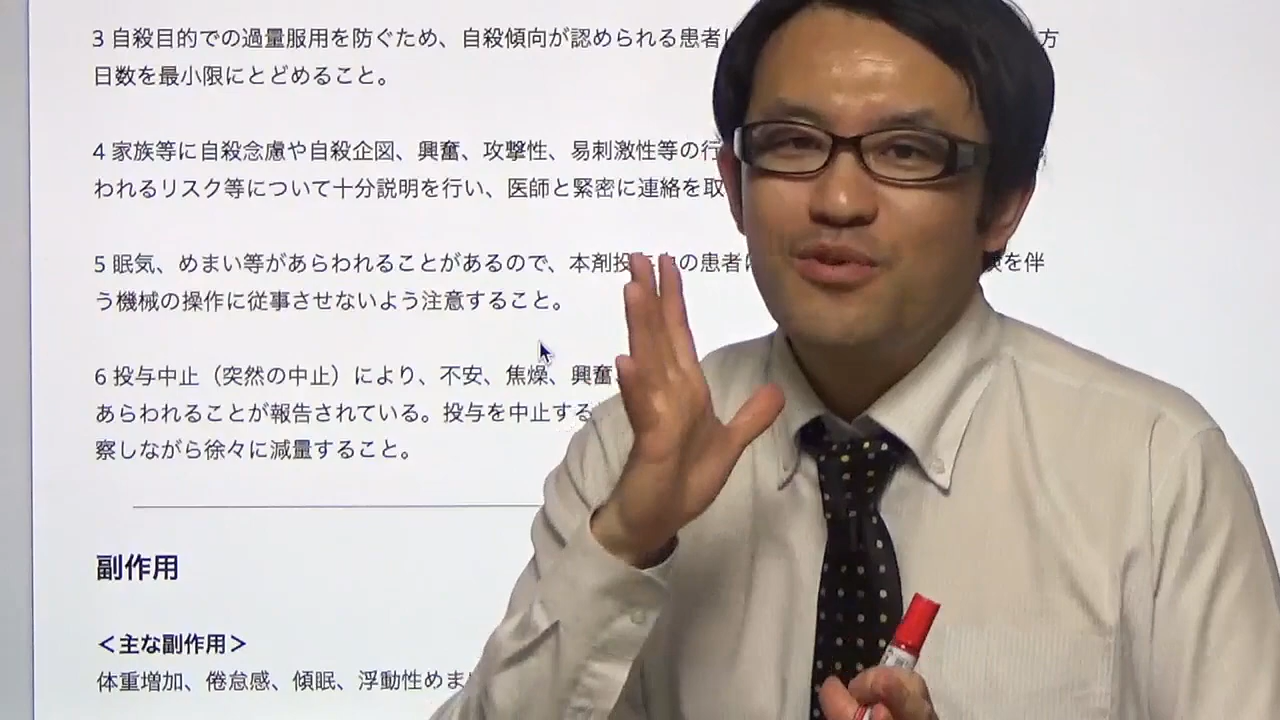 3 自殺目的での過量服用を防ぐため、自殺傾向が認められる患者に
方
日数を最小限にとどめること。
4 家族等に自殺念慮や自殺企図、興奮、攻撃性、易刺激性等の行
われるリスク等について十分説明を行い、医師と緊密に連絡を取
5 眠気、めまい等があらわれることがあるので、本剤投
の患者に
を伴
う機械の操作に従事させないよう注意すること。
6 投与中止（突然の中止）により、不安、焦燥、興奮、
あらわれることが報告されている。投与を中止する
察しながら徐々に減量すること。
副作用
＜主な副作用＞
体重増加、倦怠感、傾眠、浮動性めま